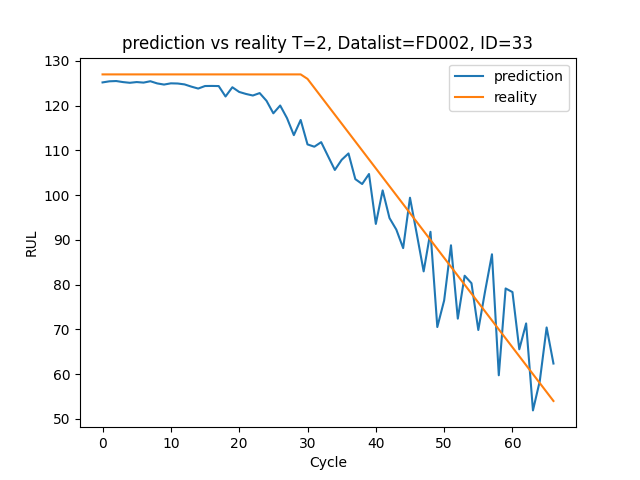 prediction vs reality T=2, Datalist=FD002, ID=33
prediction
reality
RUL
130
120
110
100
90
80
70
60
50
0 10 20 30 40 50 60
Cycle